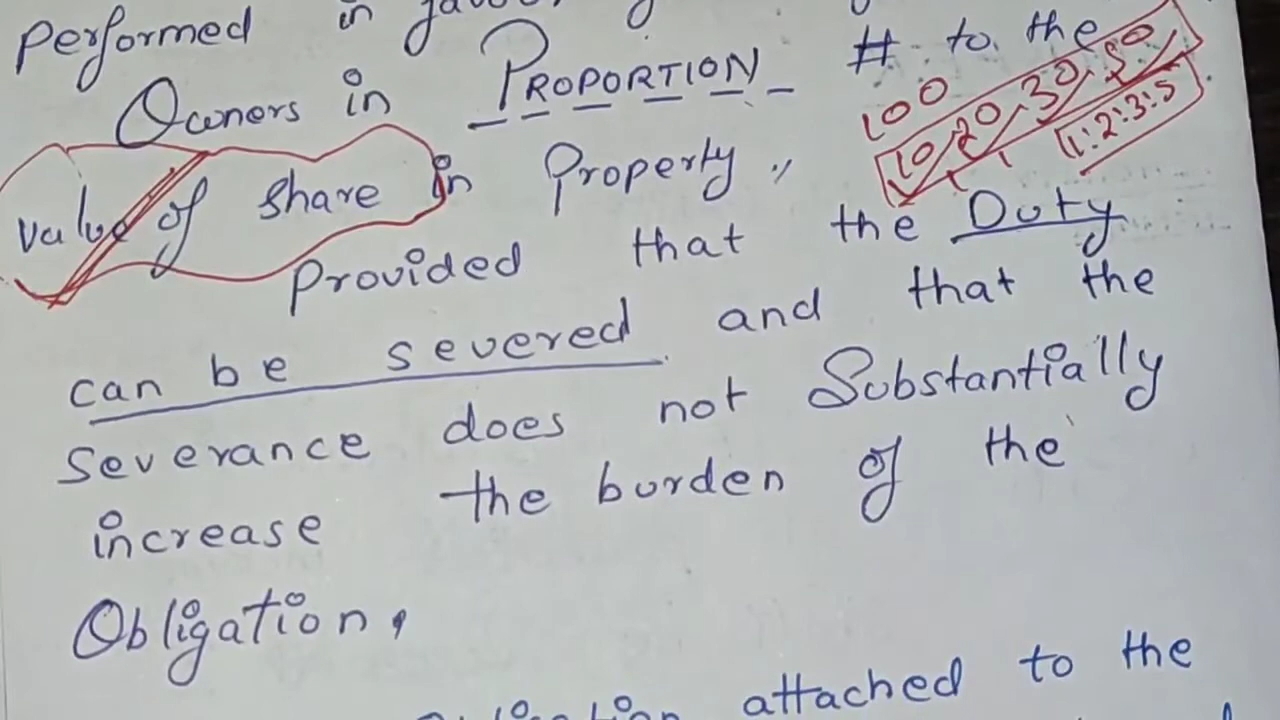 Performed in
Owners in PROPORTION # to the
100
10, 20, 30, 50
1:2:3:5
value of share in Property,,
Provided that the Duty
can be severed and that the
severance does not Substantially
increase the burden of the
Obligation,
attached to the